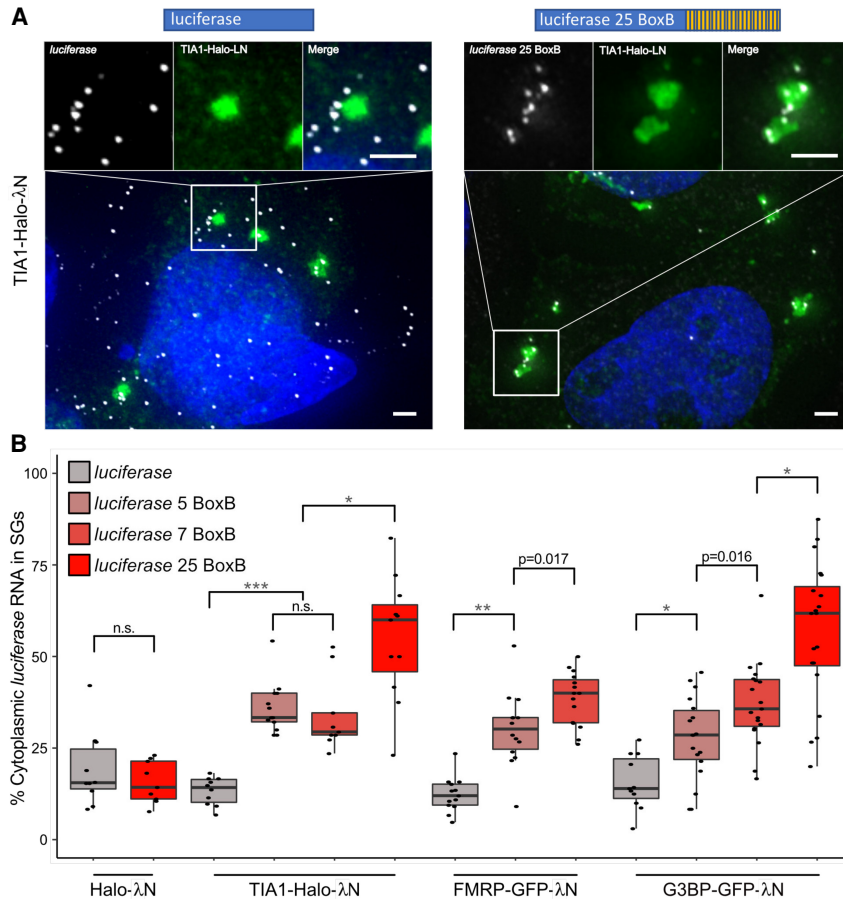 A
luciferase
luciferase 25 BoxB
luciferase TIA1-Halo-LN Merge
luciferase 25 BoxB TIA1-Halo-LN Merge
TIA1-Halo-λN
B
% Cytoplasmic luciferase RNA in SGs
100
75
50
25
0
luciferase
luciferase 5 BoxB
luciferase 7 BoxB
luciferase 25 BoxB
n.s.
***
n.s.
*
**
p=0.017
*
p=0.016
*
Halo-λN TIA1-Halo-λN FMRP-GFP-λN G3BP-GFP-λN